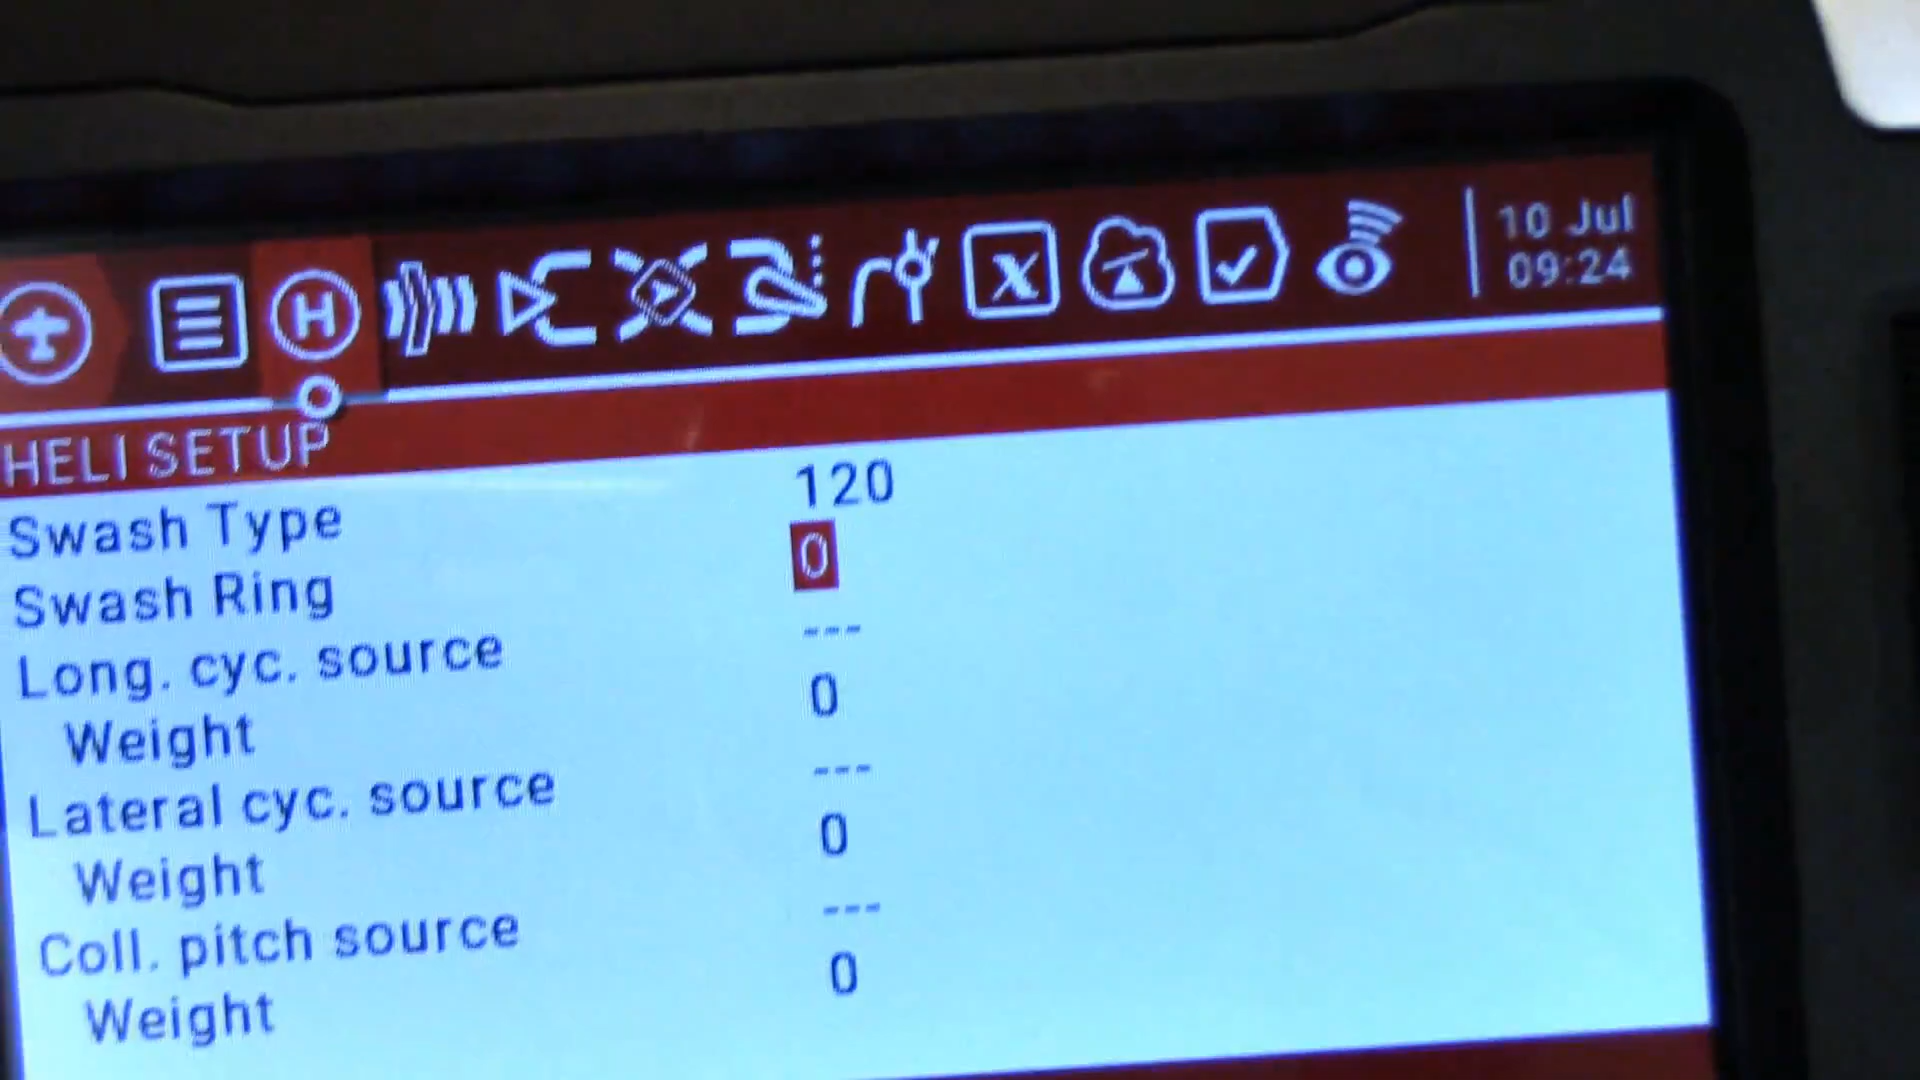 10 Jul
09:24
HELI SETUP
Swash Type 120
Swash Ring 0
Long. cyc. source ---
Weight 0
Lateral cyc. source ---
Weight 0
Coll. pitch source ---
Weight 0